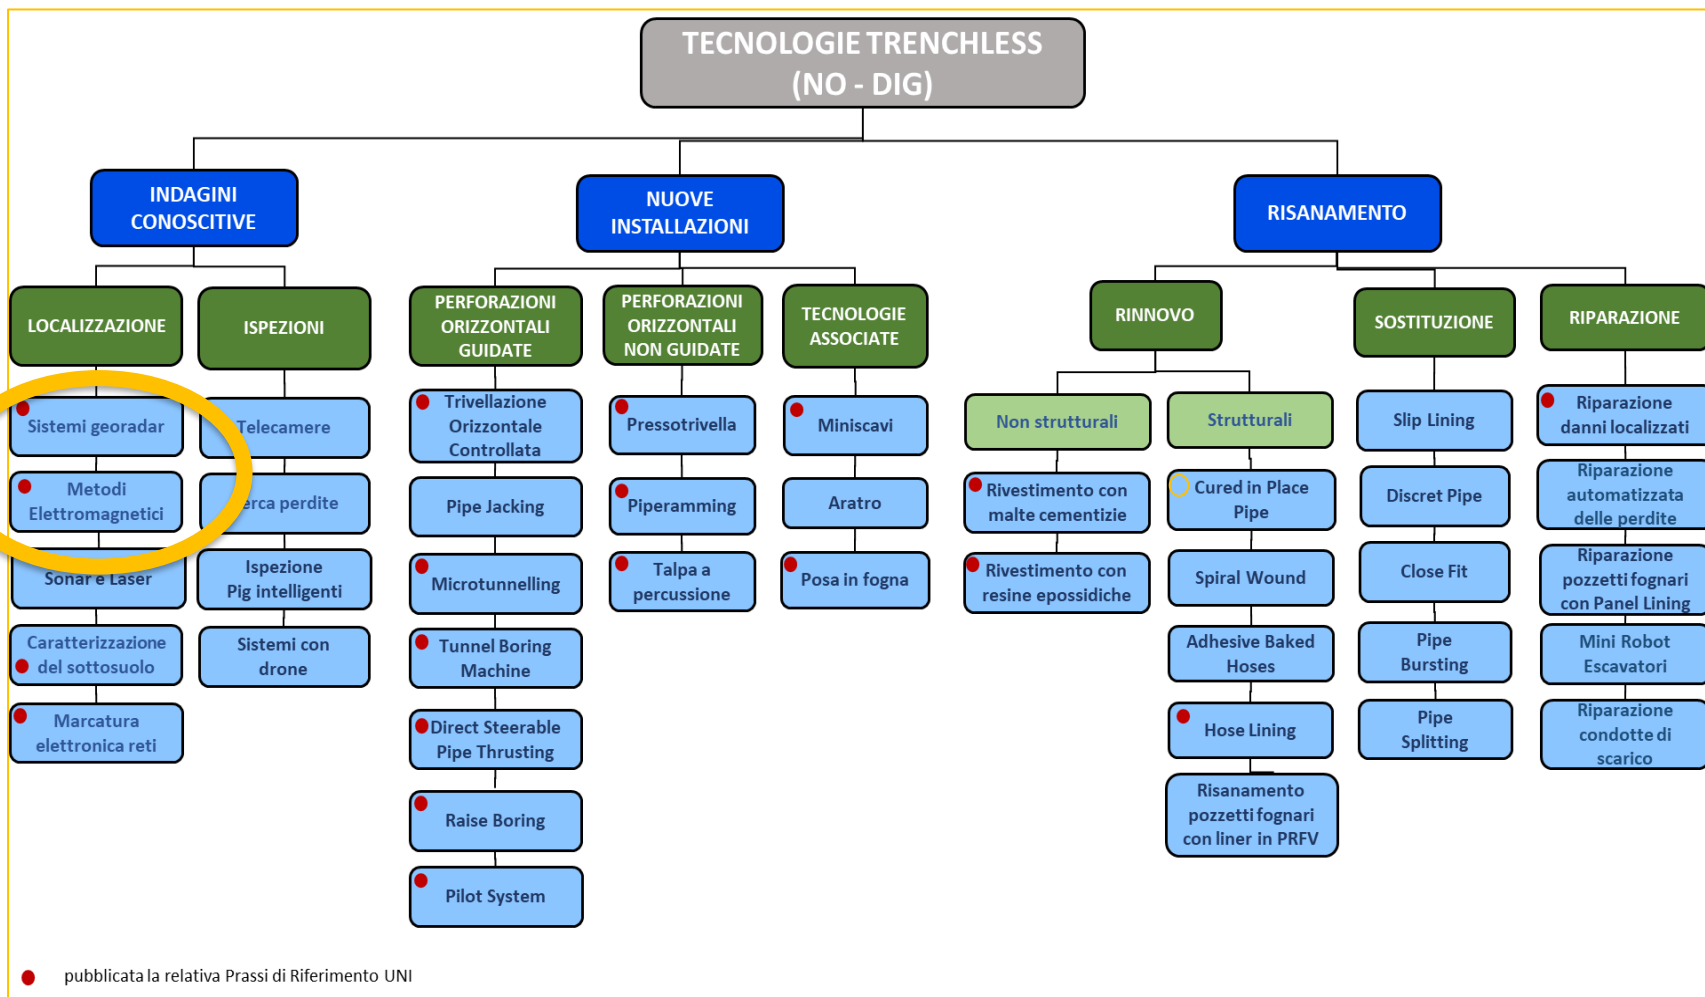 TECNOLOGIE TRENCHLESS
(NO - DIG)
INDAGINI
CONOSCITIVE
NUOVE
INSTALLAZIONI
RISANAMENTO
LOCALIZZAZIONE
ISPEZIONI
PERFORAZIONI
ORIZZONTALI
GUIDATE
PERFORAZIONI
ORIZZONTALI
NON GUIDATE
TECNOLOGIE
ASSOCIATE
RINNOVO
SOSTITUZIONE
RIPARAZIONE
Sistemi georadar
Metodi
Elettromagnetici
Sonar e Laser
Caratterizzazione
del sottosuolo
Marcatura
elettronica reti
Telecamere
erca perdite
Ispezione
Pig intelligenti
Sistemi con
drone
Trivellazione
Orizzontale
Controllata
Pipe Jacking
Microtunnelling
Tunnel Boring
Machine
Direct Steerable
Pipe Thrusting
Raise Boring
Pilot System
Pressotrivella
Piperamming
Talpa a
percussione
Miniscavi
Aratro
Posa in fogna
Non strutturali
Rivestimento con
malte cementizie
Rivestimento con
resine epossidiche
Strutturali
Cured in Place
Pipe
Spiral Wound
Adhesive Baked
Hoses
Hose Lining
Risanamento
pozzetti fognari
con liner in PRFV
Slip Lining
Discret Pipe
Close Fit
Pipe
Bursting
Pipe
Splitting
Riparazione
danni localizzati
Riparazione
automatizzata
delle perdite
Riparazione
pozzetti fognari
con Panel Lining
Mini Robot
Escavatori
Riparazione
condotte di
scarico
pubblicata la relativa Prassi di Riferimento UNI